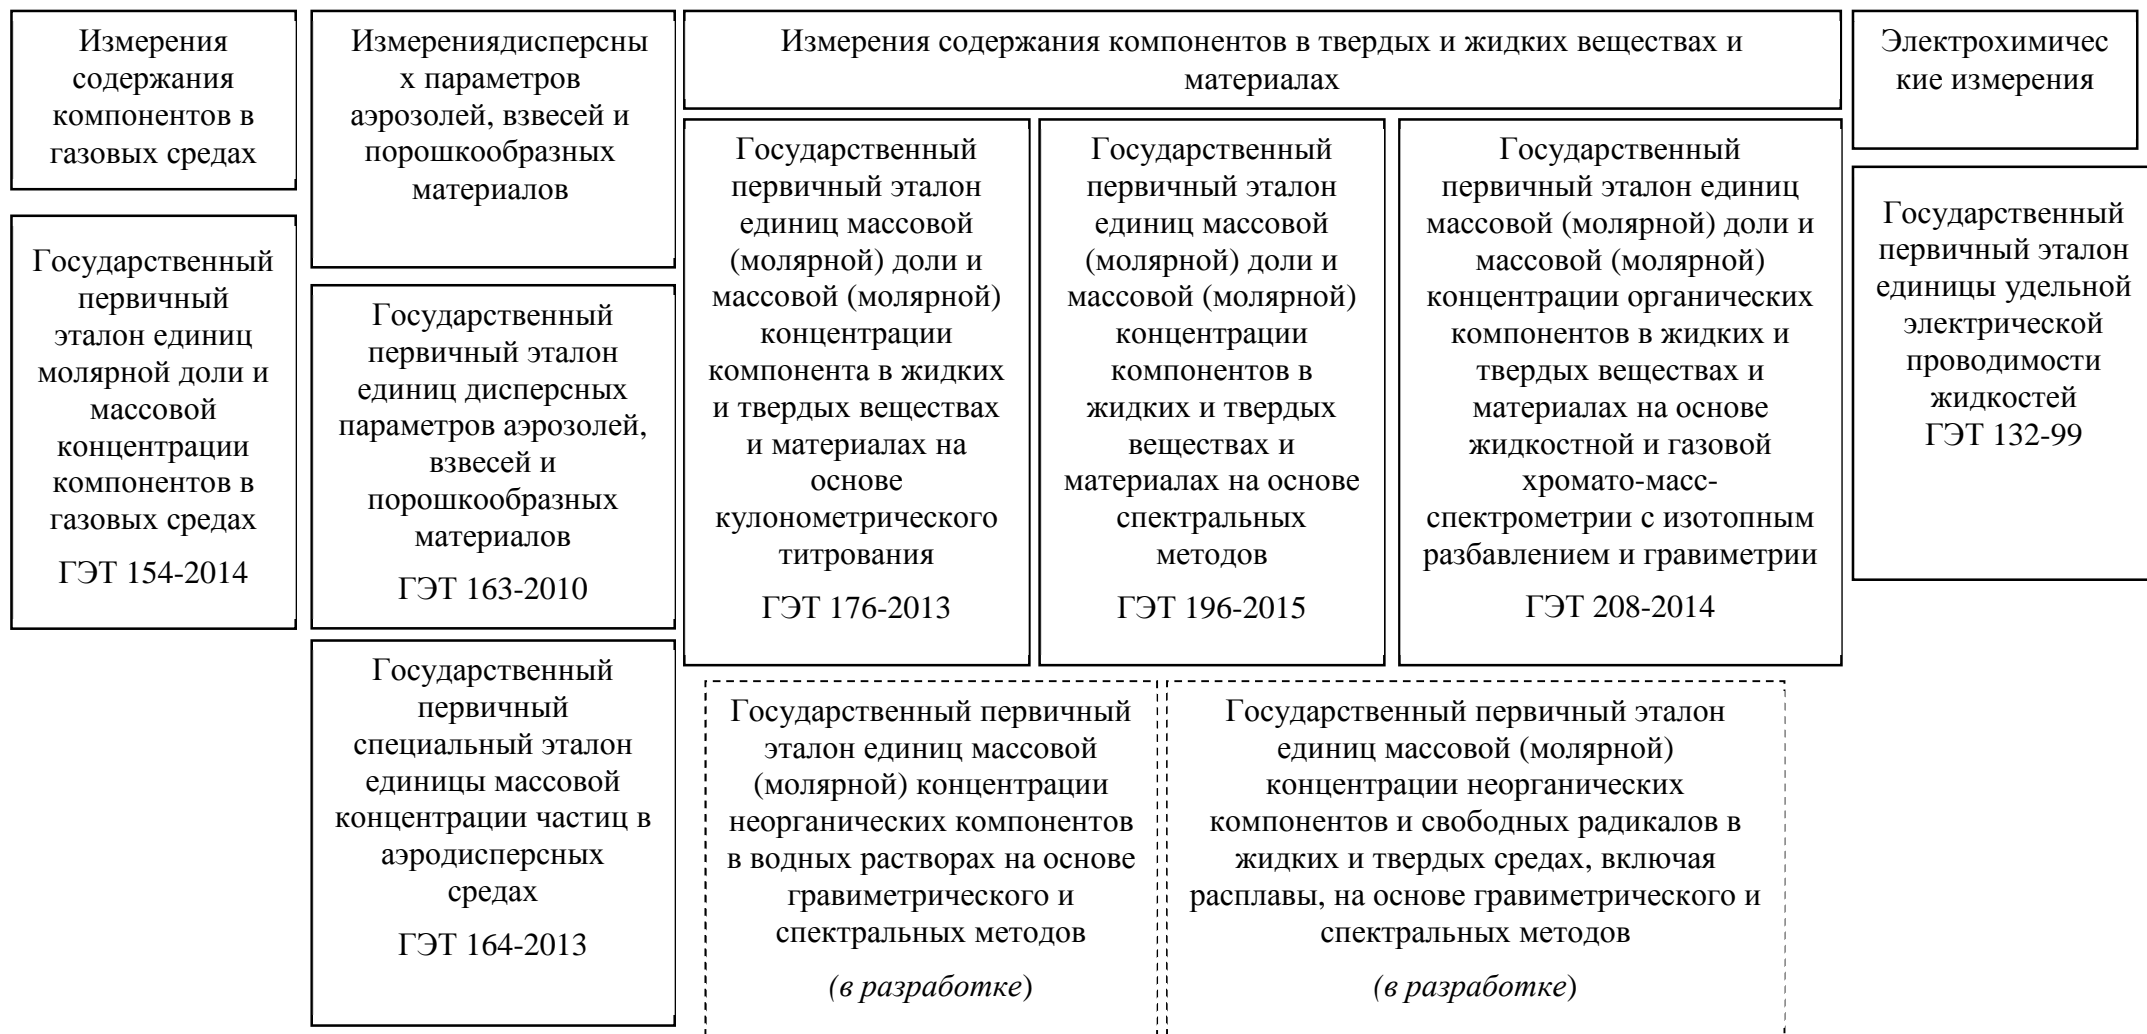 Измерения
содержания
компонентов в
газовых средах
Государственный
первичный
эталон единиц
молярной доли и
массовой
концентрации
компонентов в
газовых средах
ГЭТ 154-2014
Измерениядисперсны
х параметров
аэрозолей, взвесей и
порошкообразных
материалов
Государственный
первичный эталон
единиц дисперсных
параметров аэрозолей,
взвесей и
порошкообразных
материалов
ГЭТ 163-2010
Государственный
первичный
специальный эталон
единицы массовой
концентрации частиц в
аэродисперсных
средах
ГЭТ 164-2013
Измерения содержания компонентов в твердых и жидких веществах и
материалах
Государственный
первичный эталон
единиц массовой
(молярной) доли и
массовой (молярной)
концентрации
компонента в жидких
и твердых веществах
и материалах на
основе
кулонометрического
титрования
ГЭТ 176-2013
Государственный
первичный эталон
единиц массовой
(молярной) доли и
массовой (молярной)
концентрации
компонентов в
жидких и твердых
веществах и
материалах на основе
спектральных
методов
ГЭТ 196-2015
Государственный
первичный эталон единиц
массовой (молярной) доли и
массовой (молярной)
концентрации органических
компонентов в жидких и
твердых веществах и
материалах на основе
жидкостной и газовой
хромато-масс-
спектрометрии с изотопным
разбавлением и гравиметрии
ГЭТ 208-2014
Государственный первичный
эталон единиц массовой
(молярной) концентрации
неорганических компонентов
в водных растворах на основе
гравиметрического и
спектральных методов
(в разработке)
Государственный первичный эталон
единиц массовой (молярной)
концентрации неорганических
компонентов и свободных радикалов в
жидких и твердых средах, включая
расплавы, на основе гравиметрического и
спектральных методов
(в разработке)
Электрохимичес
кие измерения
Государственный
первичный эталон
единицы удельной
электрической
проводимости
жидкостей
ГЭТ 132-99